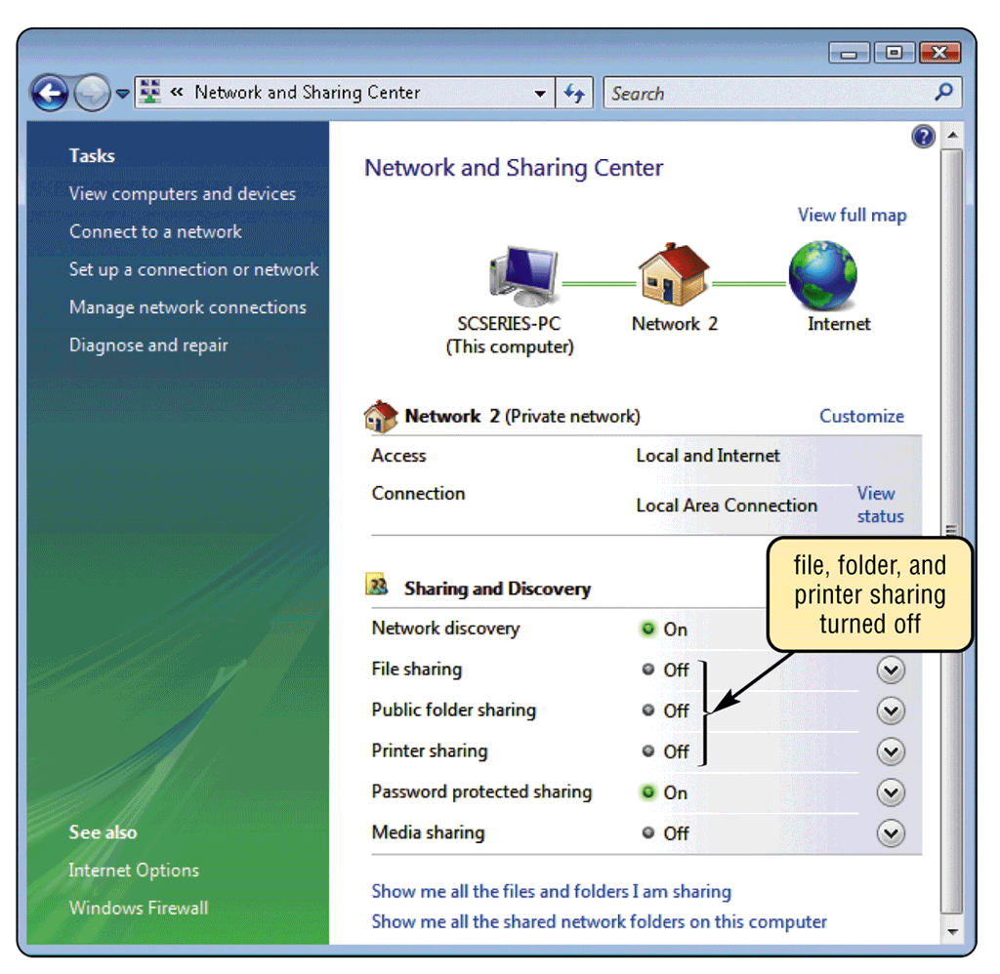 « Network and Sharing Center
Search
Tasks
View computers and devices
Connect to a network
Set up a connection or network
Manage network connections
Diagnose and repair
See also
Internet Options
Windows Firewall
Network and Sharing Center
View full map
SCSERIES-PC
(This computer)
Network 2
Internet
Network 2 (Private network)
Customize
Access
Local and Internet
Connection
Local Area Connection
View
status
Sharing and Discovery
file, folder, and
printer sharing
turned off
Network discovery
On
File sharing
Off
Public folder sharing
Off
Printer sharing
Off
Password protected sharing
On
Media sharing
Off
Show me all the files and folders I am sharing
Show me all the shared network folders on this computer